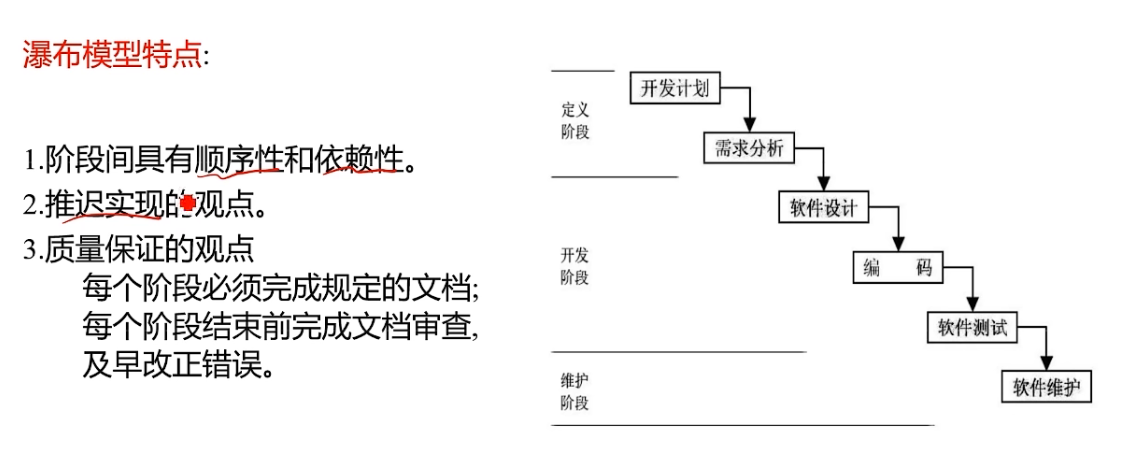 瀑布模型特点:
1.阶段间具有顺序性和依赖性。
2.推迟实现的观点。
3.质量保证的观点
每个阶段必须完成规定的文档;
每个阶段结束前完成文档审查,
及早改正错误。
定义
阶段
开发计划
需求分析
开发
阶段
软件设计
编 码
软件测试
维护
阶段
软件维护